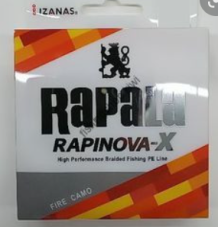 IZANAS®
Rapala
RAPINOVA-X
High Performance Braided Fishing PE Line
FIRE CAMO